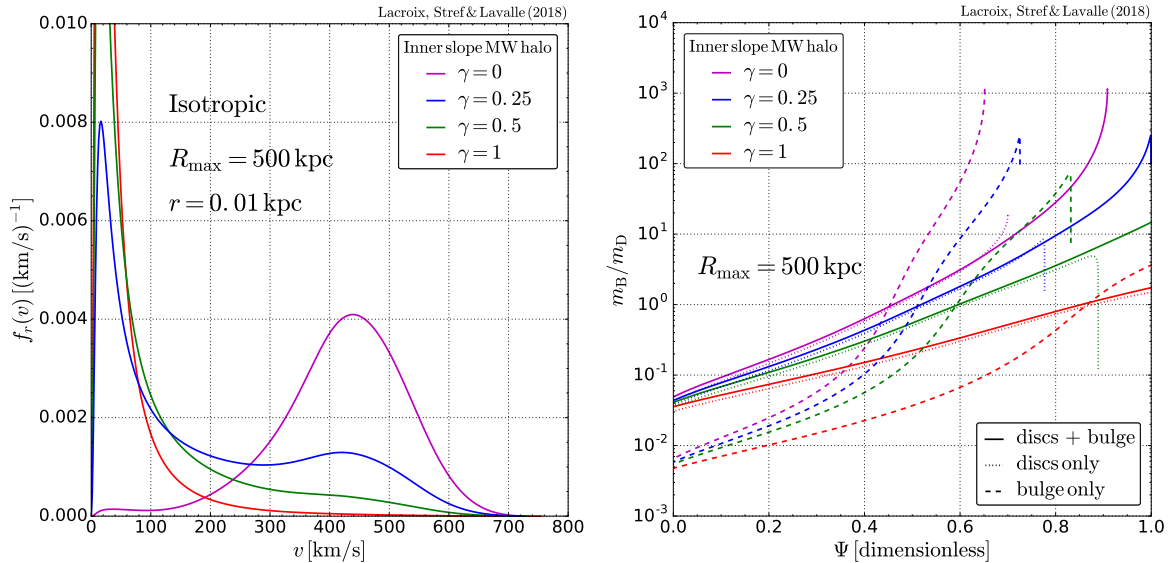 Lacroix, Stref & Lavalle (2018)
0.010
0.008
0.006
0.004
0.002
0.000
f_r(v) [(km/s)^{-1}]
Isotropic
R_max = 500 kpc
r = 0.01 kpc
Inner slope MW halo
γ = 0
γ = 0.25
γ = 0.5
γ = 1
0 100 200 300 400 500 600 700 800
v [km/s]
Lacroix, Stref & Lavalle (2018)
10^4
10^3
10^2
10^1
10^0
10^{-1}
10^{-2}
10^{-3}
m_B/m_D
Inner slope MW halo
γ = 0
γ = 0.25
γ = 0.5
γ = 1
R_max = 500 kpc
discs + bulge
discs only
bulge only
0.0 0.2 0.4 0.6 0.8 1.0
Ψ [dimensionless]